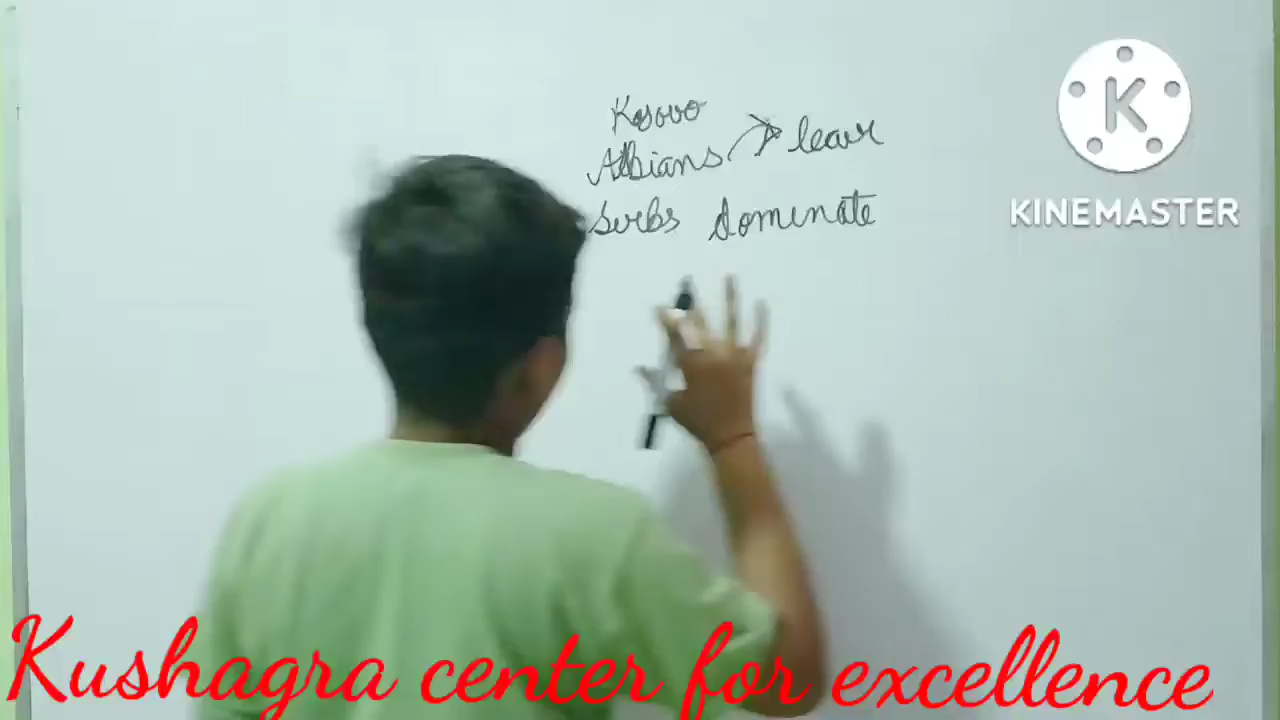 Kosovo
Albians → leave
Serbs dominate
K
KINEMASTER
Kushagra center for excellence